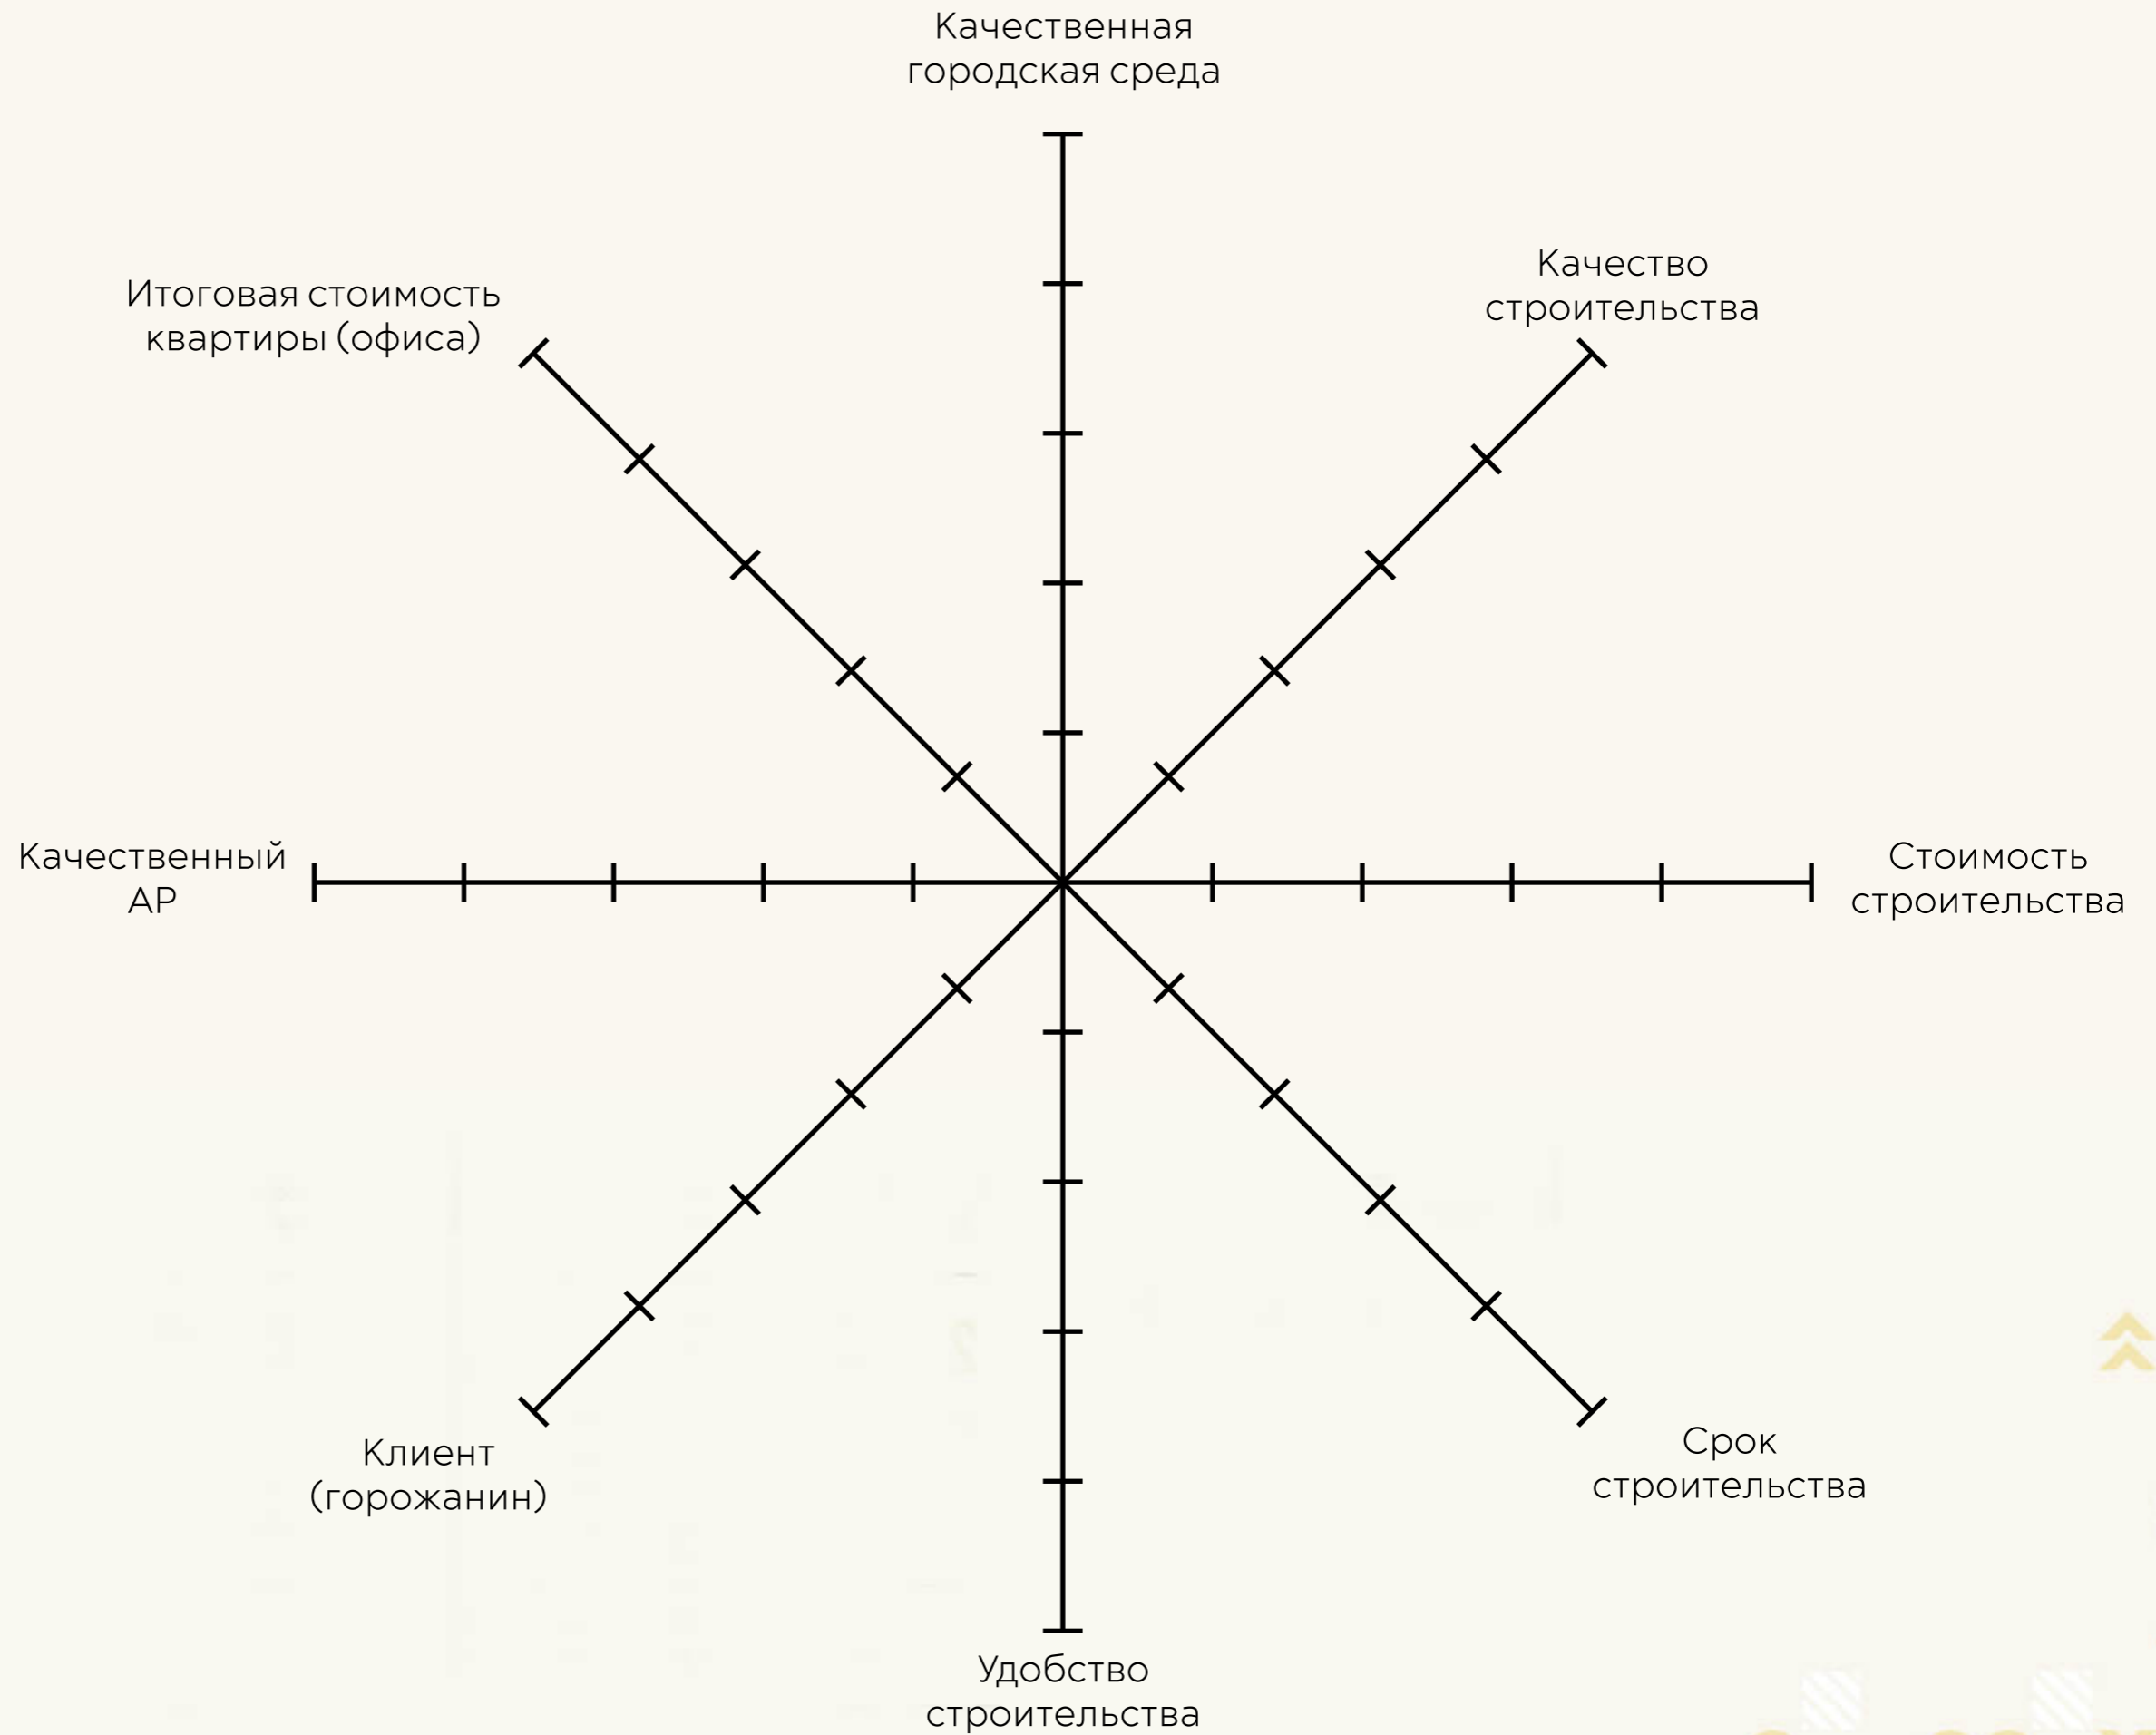 Качественная
городская среда
Качество
строительства
Итоговая стоимость
квартиры (офиса)
Качественный
АР
Стоимость
строительства
Клиент
(горожанин)
Срок
строительства
Удобство
строительства